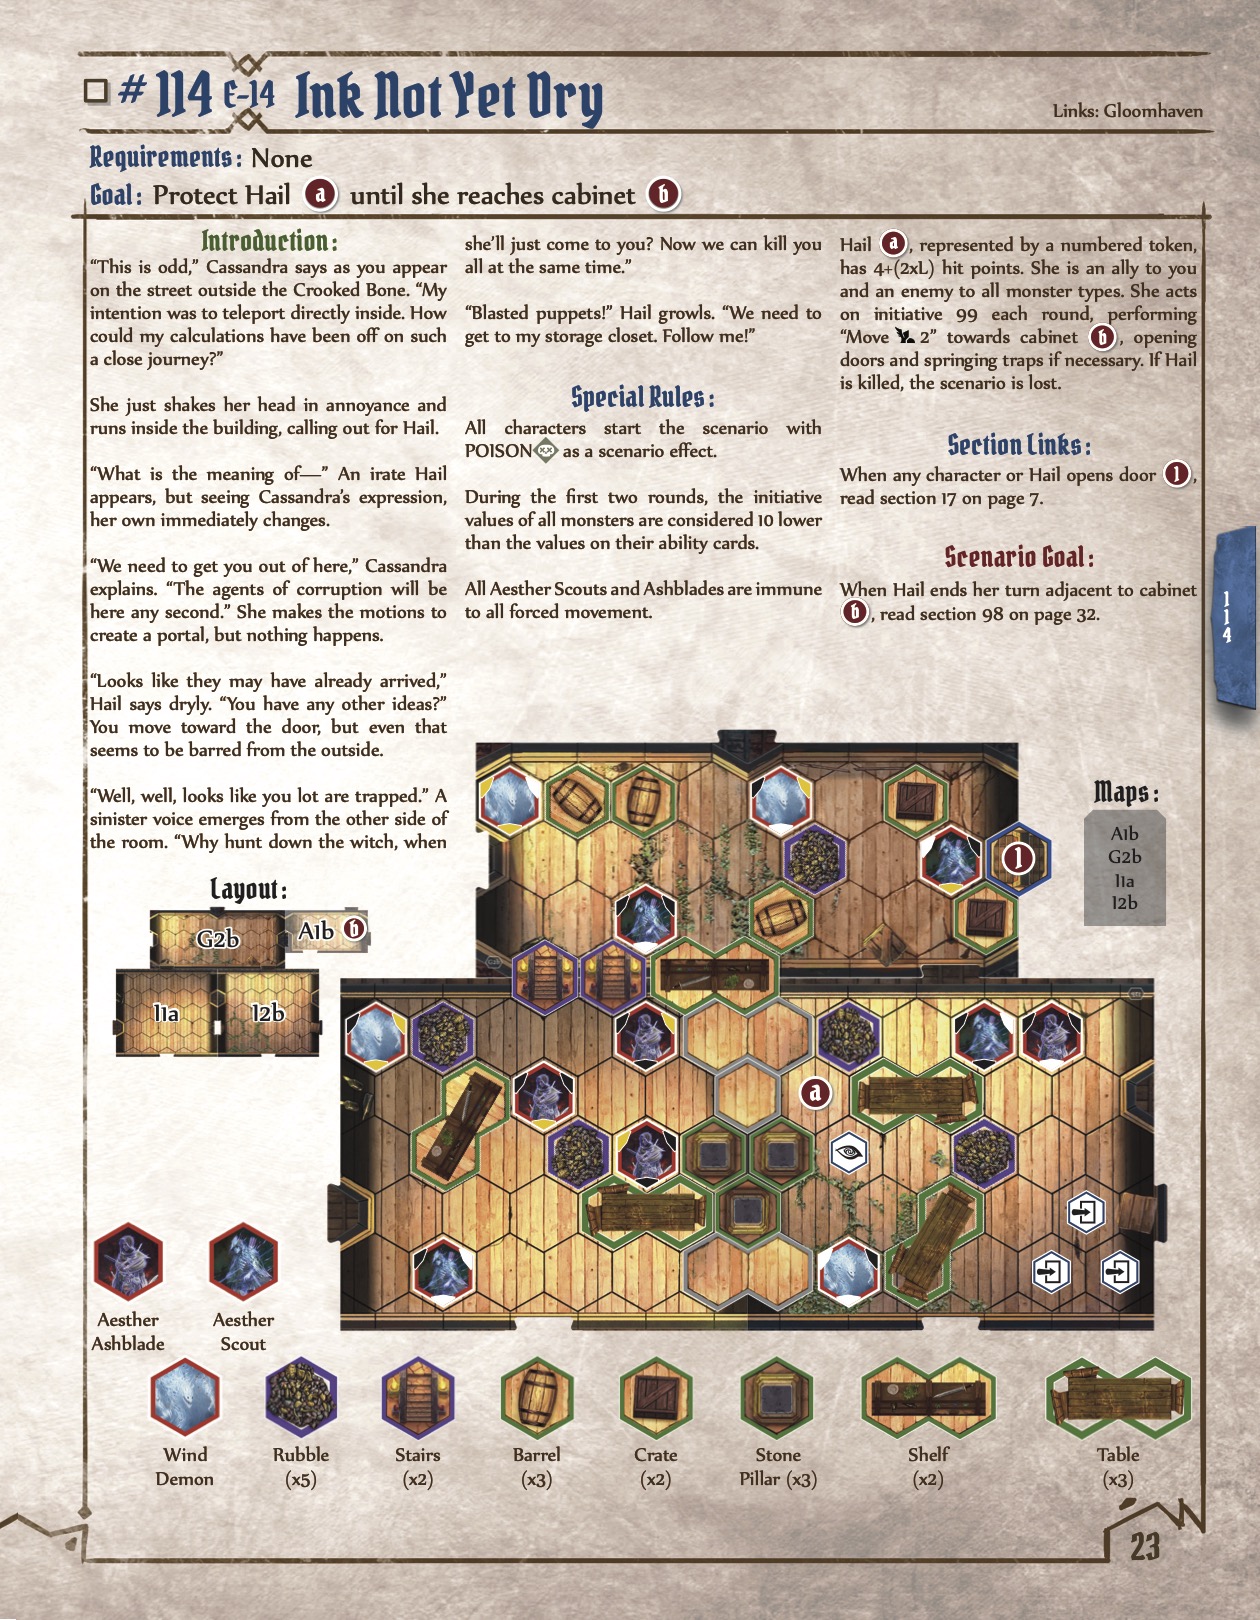 #114 E-14 Ink Not Yet Dry
Links: Gloomhaven
Requirements: None
Goal: Protect Hail a until she reaches cabinet b
Introduction:
“This is odd,” Cassandra says as you appear
on the street outside the Crooked Bone. “My
intention was to teleport directly inside. How
could my calculations have been off on such
a close journey?”
She just shakes her head in annoyance and
runs inside the building, calling out for Hail.
“What is the meaning of—” An irate Hail
appears, but seeing Cassandra’s expression,
her own immediately changes.
“We need to get you out of here,” Cassandra
explains. “The agents of corruption will be
here any second.” She makes the motions to
create a portal, but nothing happens.
“Looks like they may have already arrived,”
Hail says dryly. “You have any other ideas?”
You move toward the door, but even that
seems to be barred from the outside.
“Well, well, looks like you lot are trapped.” A
sinister voice emerges from the other side of
the room. “Why hunt down the witch, when
she’ll just come to you? Now we can kill you
all at the same time.”
“Blasted puppets!” Hail growls. “We need to
get to my storage closet. Follow me!”
Special Rules:
All characters start the scenario with
POISON as a scenario effect.
During the first two rounds, the initiative
values of all monsters are considered 10 lower
than the values on their ability cards.
All Aesther Scouts and Ashblades are immune
to all forced movement.
Hail a, represented by a numbered token,
has 4+(2xL) hit points. She is an ally to you
and an enemy to all monster types. She acts
on initiative 99 each round, performing
“Move 2” towards cabinet b, opening
doors and springing traps if necessary. If Hail
is killed, the scenario is lost.
Section Links:
When any character or Hail opens door 1,
read section 17 on page 7.
Scenario Goal:
When Hail ends her turn adjacent to cabinet
b, read section 98 on page 32.
114
Layout:
G2b
A1b b
I1a
I2b
Maps:
A1b
G2b
I1a
I2b
1
a
Aesther
Ashblade
Aesther
Scout
Wind
Demon
Rubble
(x5)
Stairs
(x2)
Barrel
(x3)
Crate
(x2)
Stone
Pillar (x3)
Shelf
(x2)
Table
(x3)
23